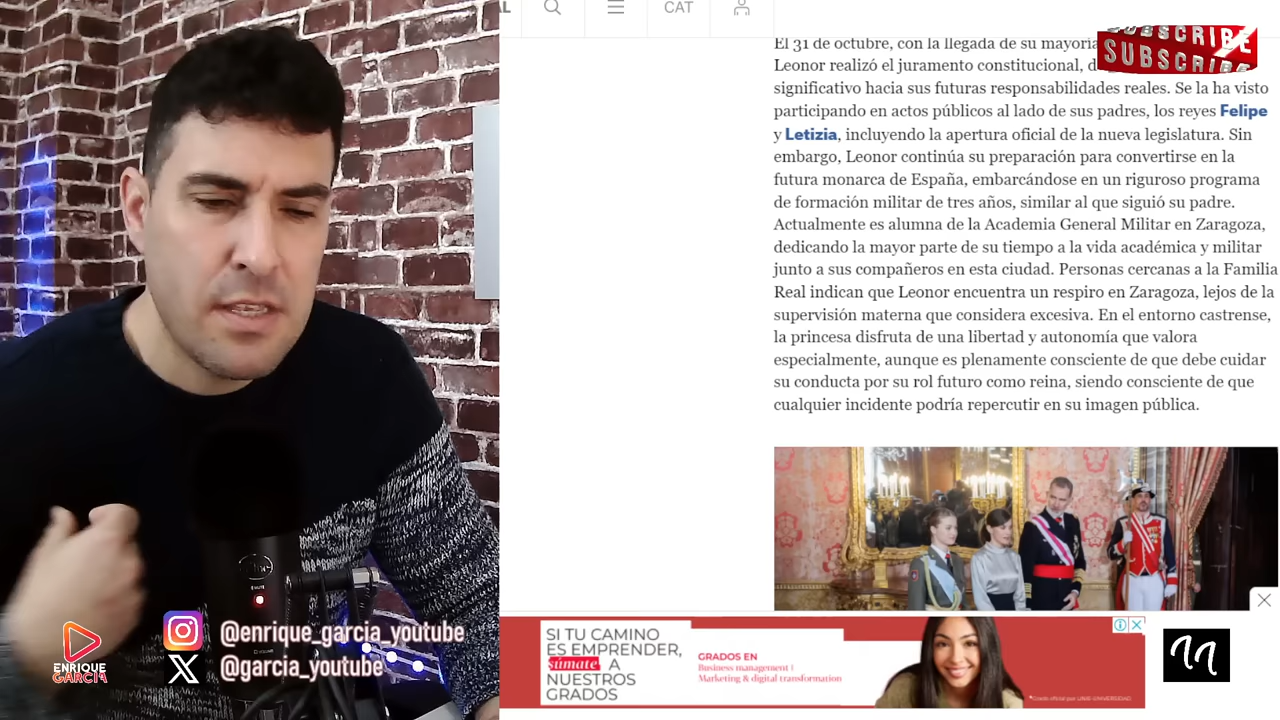 AL
CAT
SUBSCRIBE
SUBSCRIBE
El 31 de octubre, con la llegada de su mayoría
Leonor realizó el juramento constitucional,
significativo hacia sus futuras responsabilidades reales. Se la ha visto
participando en actos públicos al lado de sus padres, los reyes Felipe
y Letizia, incluyendo la apertura oficial de la nueva legislatura. Sin
embargo, Leonor continúa su preparación para convertirse en la
futura monarca de España, embarcándose en un riguroso programa
de formación militar de tres años, similar al que siguió su padre.
Actualmente es alumna de la Academia General Militar en Zaragoza,
dedicando la mayor parte de su tiempo a la vida académica y militar
junto a sus compañeros en esta ciudad. Personas cercanas a la Familia
Real indican que Leonor encuentra un respiro en Zaragoza, lejos de la
supervisión materna que considera excesiva. En el entorno castrense,
la princesa disfruta de una libertad y autonomía que valora
especialmente, aunque es plenamente consciente de que debe cuidar
su conducta por su rol futuro como reina, siendo consciente de que
cualquier incidente podría repercutir en su imagen pública.
ENRIQUE
GARCIA
@enrique_garcia_youtube
@garcia_youtube
SI TU CAMINO
ES EMPRENDER,
súmate A
NUESTROS
GRADOS
GRADOS EN
Business management |
Marketing & digital transformation